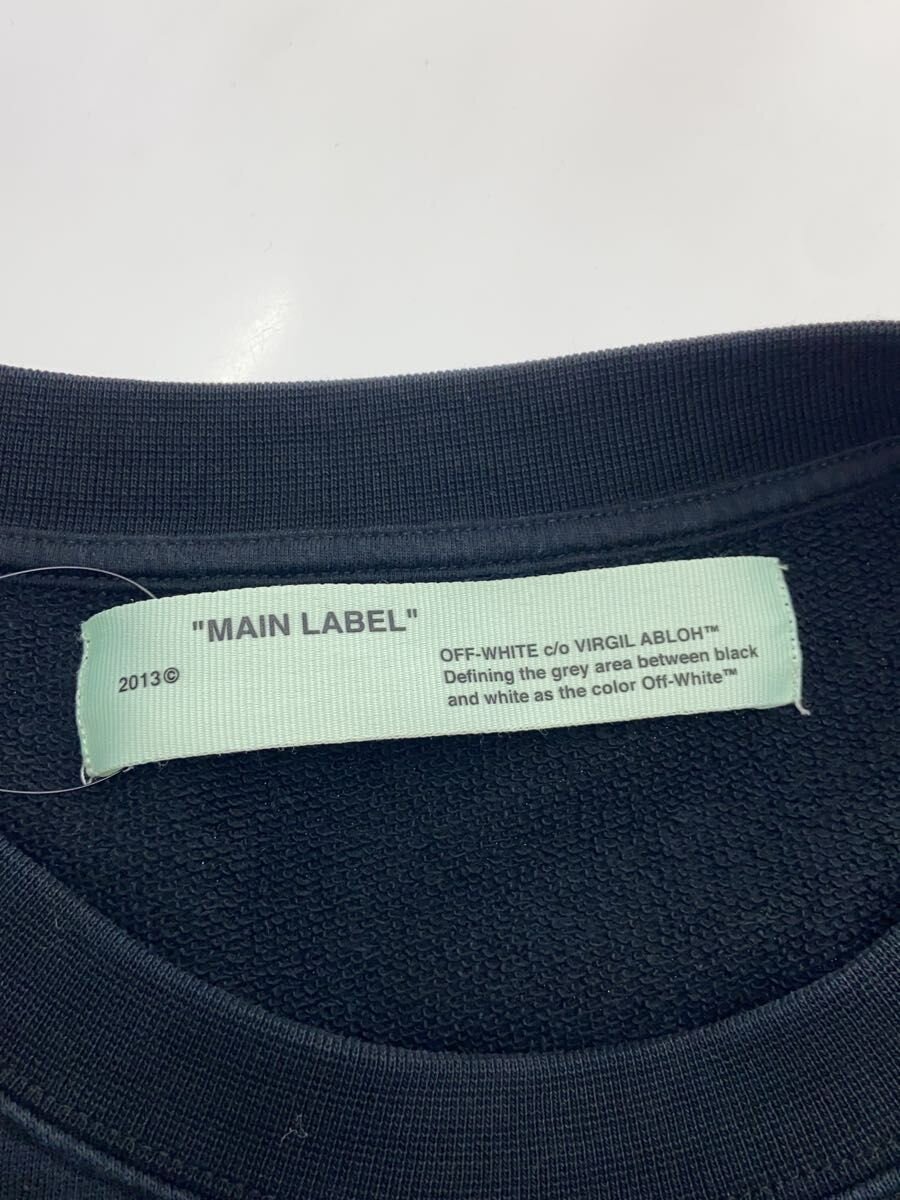 "MAIN LABEL"
2013©
OFF-WHITE c/o VIRGIL ABLOH™
Defining the grey area between black
and white as the color Off-White™